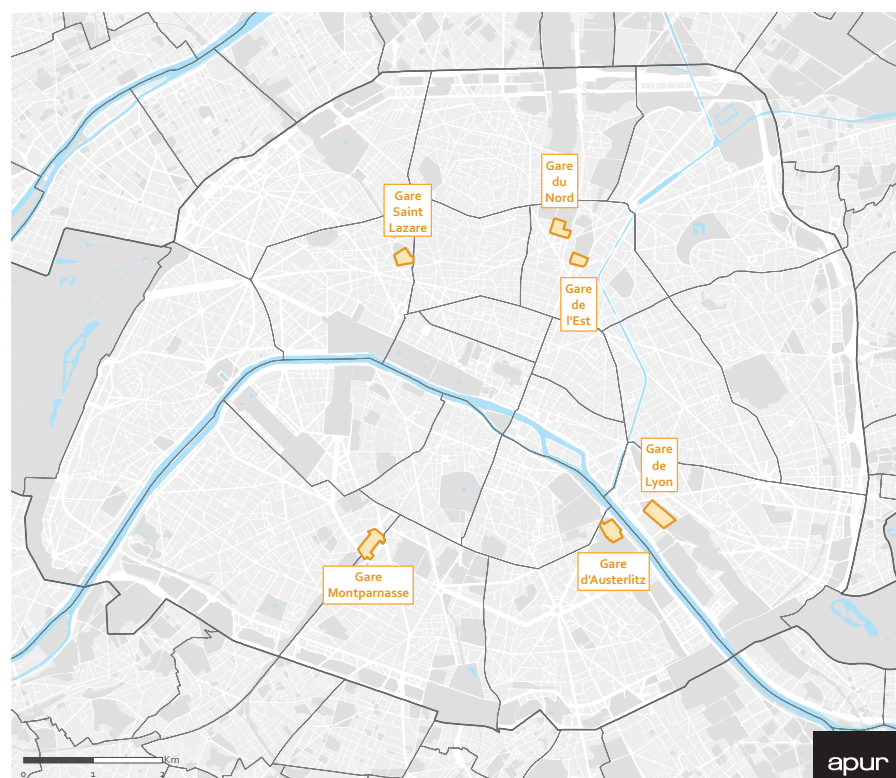 Gare
du
Nord
Gare
Saint
Lazare
Gare
de
l'Est
Gare
de
Lyon
Gare
d'Austerlitz
Gare
Montparnasse
0 1 2 Km
apur